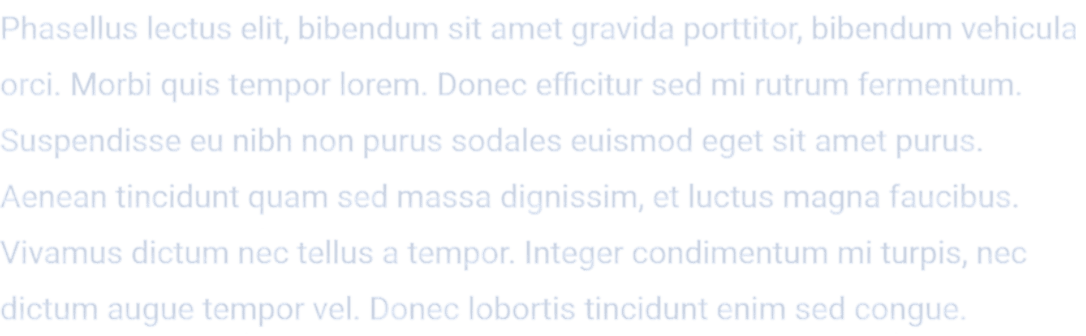 Phasellus lectus elit, bibendum sit amet gravida porttitor, bibendum vehicula
orci. Morbi quis tempor lorem. Donec efficitur sed mi rutrum fermentum.
Suspendisse eu nibh non purus sodales euismod eget sit amet purus.
Aenean tincidunt quam sed massa dignissim, et luctus magna faucibus.
Vivamus dictum nec tellus a tempor. Integer condimentum mi turpis, nec
dictum augue tempor vel. Donec lobortis tincidunt enim sed congue.